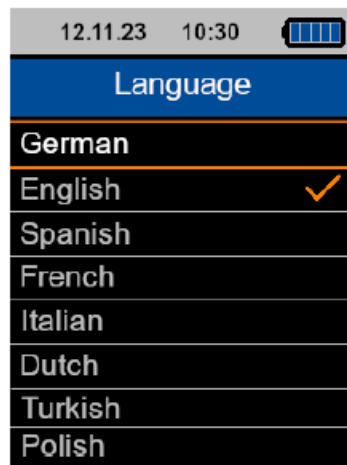 12.11.23 10:30
Language
German
English
Spanish
French
Italian
Dutch
Turkish
Polish